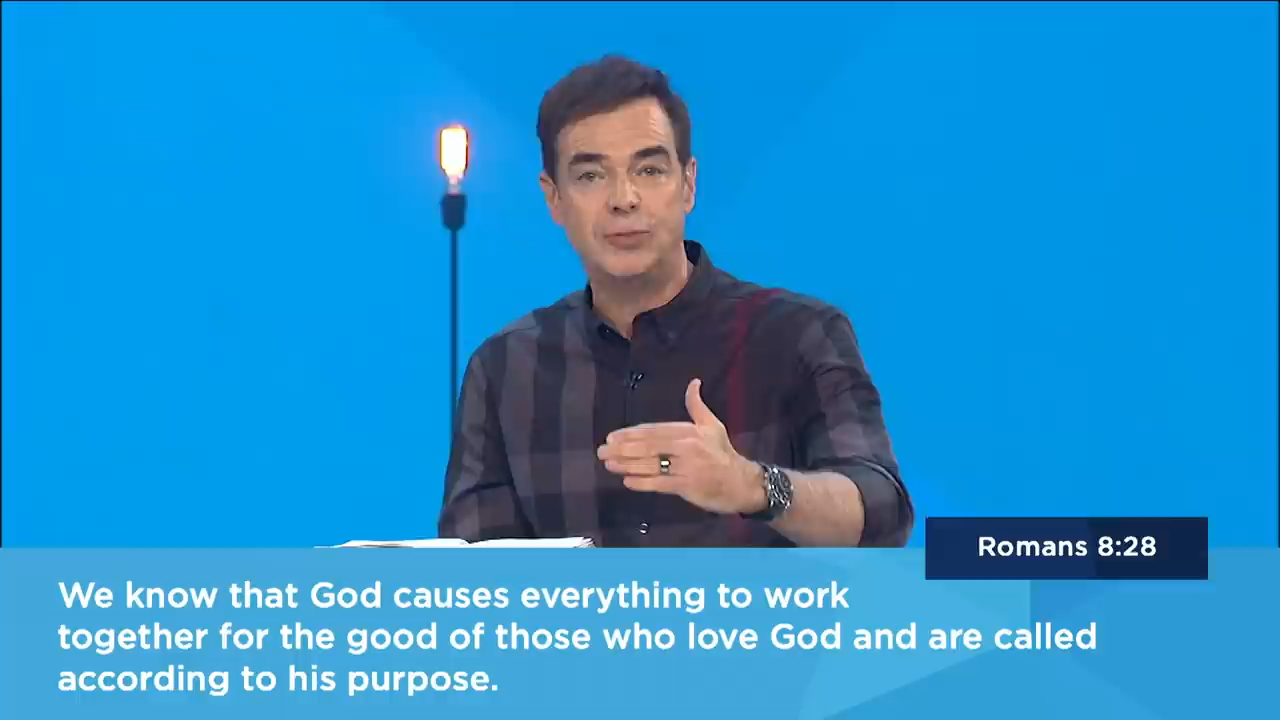 Romans 8:28
We know that God causes everything to work
together for the good of those who love God and are called
according to his purpose.